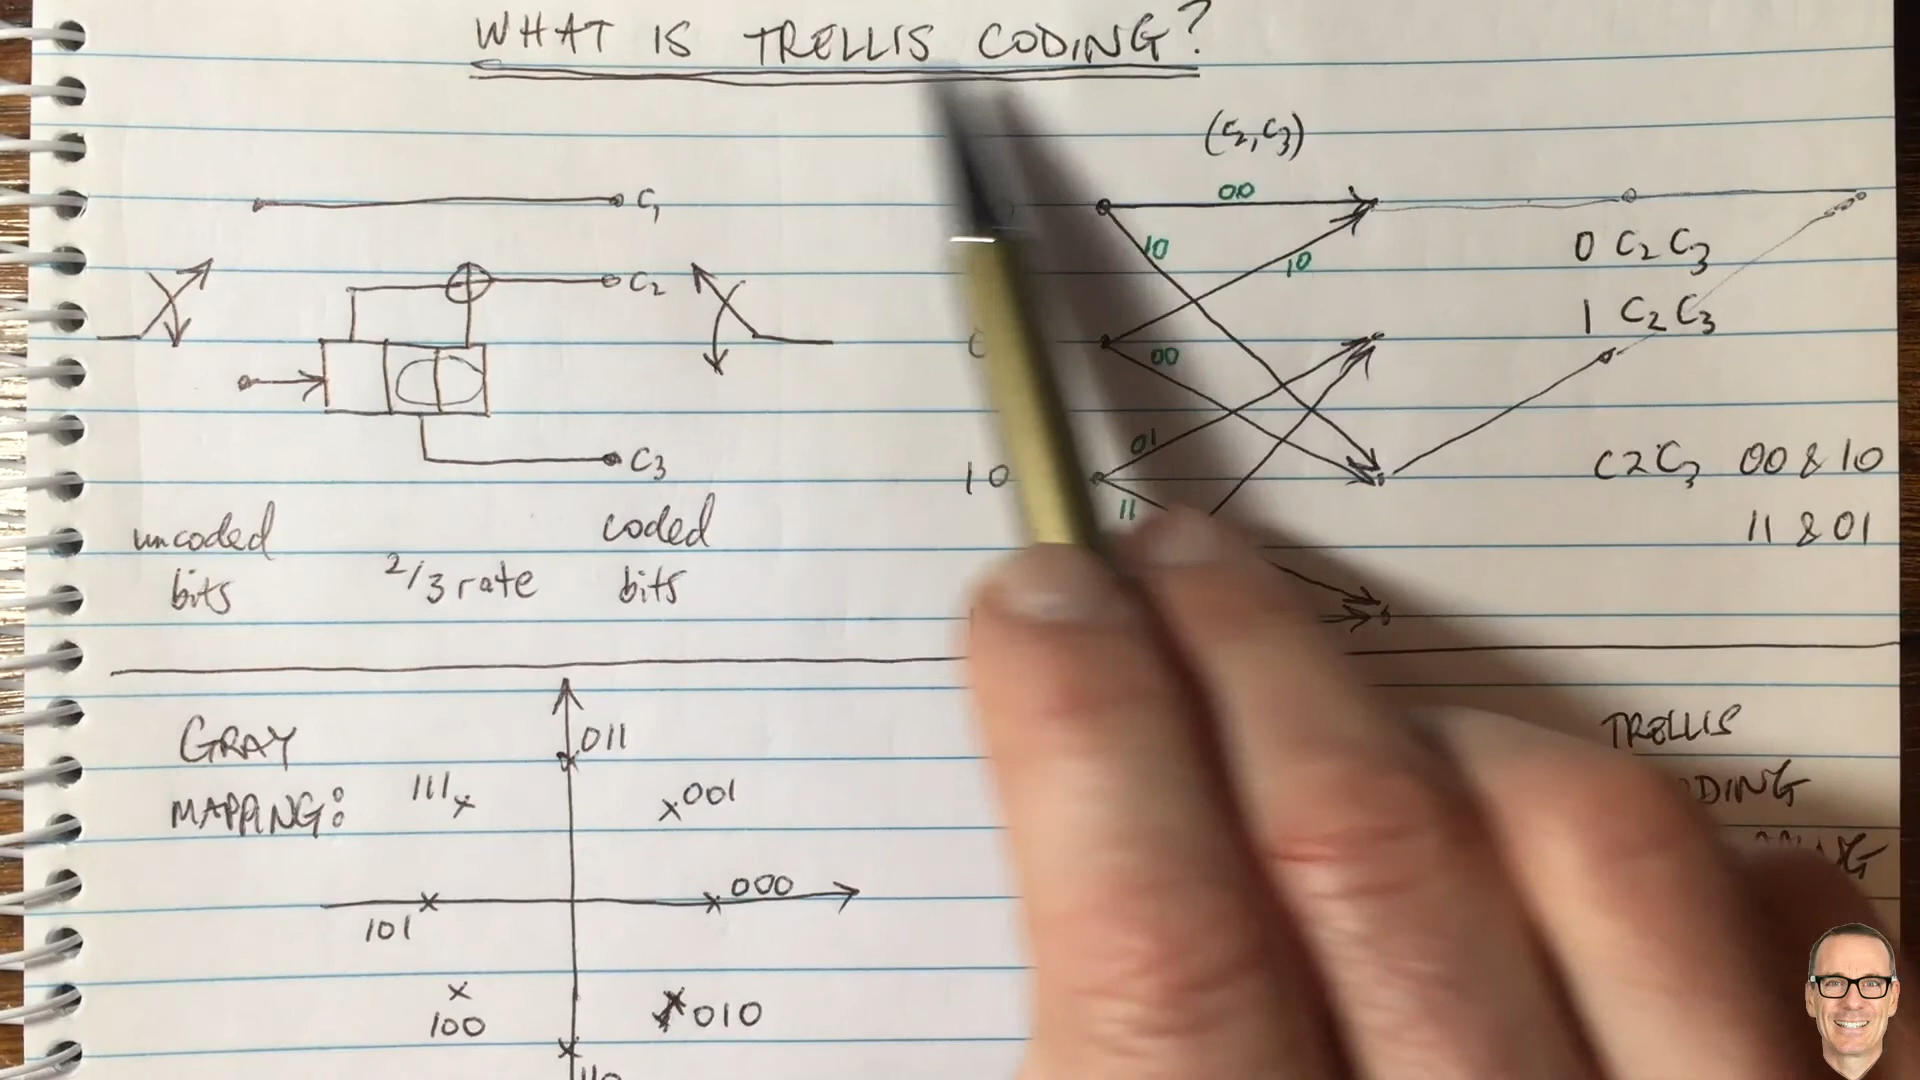 WHAT IS TRELLIS CODING?
(C2, C3)
C1
00
10
10
0 C2 C3
C2
1 C2 C3
00
01
C3
10
C2C3 00 & 10
11
11 & 01
uncoded
bits
2/3 rate
coded
bits
GRAY
MAPPING:
011
111
001
000
101
100
010
110
TRELLIS